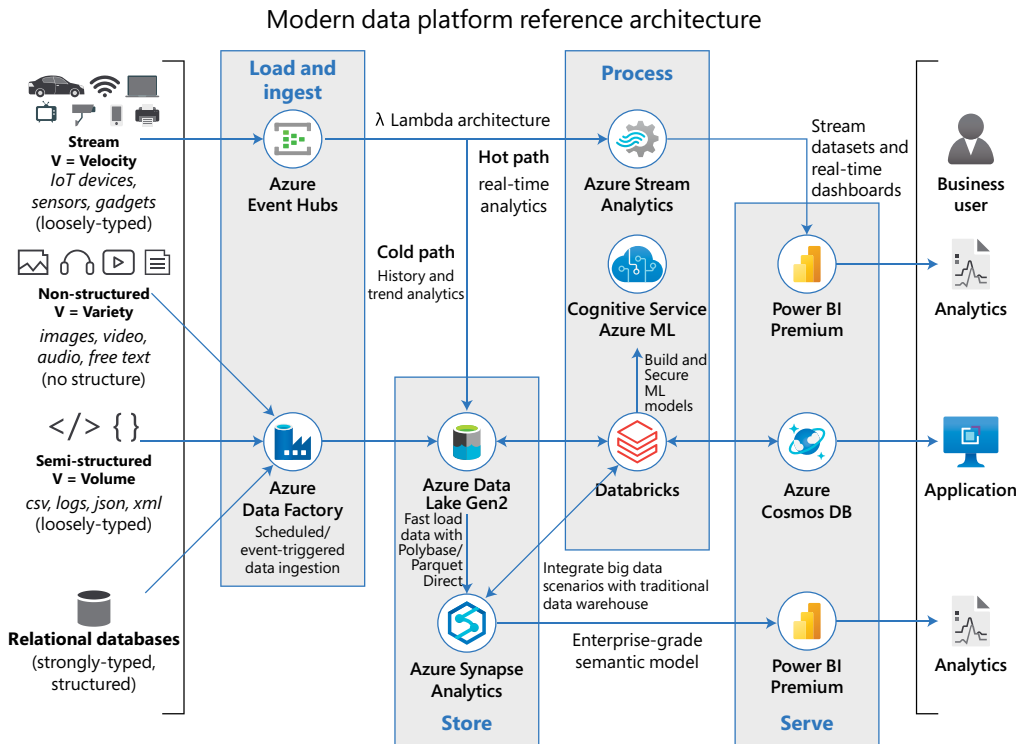 Modern data platform reference architecture
Stream
V = Velocity
IoT devices,
sensors, gadgets
(loosely-typed)
Non-structured
V = Variety
images, video,
audio, free text
(no structure)
</> { }
Semi-structured
V = Volume
csv, logs, json, xml
(loosely-typed)
Relational databases
(strongly-typed,
structured)
Load and
ingest
Azure
Event Hubs
Azure
Data Factory
Scheduled/
event-triggered
data ingestion
λ Lambda architecture
Hot path
real-time
analytics
Cold path
History and
trend analytics
Azure Data
Lake Gen2
Fast load
data with
Polybase/
Parquet
Direct
Azure Synapse
Analytics
Store
Process
Azure Stream
Analytics
Cognitive Service
Azure ML
Build and
Secure
ML
models
Databricks
Integrate big data
scenarios with traditional
data warehouse
Enterprise-grade
semantic model
Stream
datasets and
real-time
dashboards
Power BI
Premium
Azure
Cosmos DB
Power BI
Premium
Serve
Business
user
Analytics
Application
Analytics